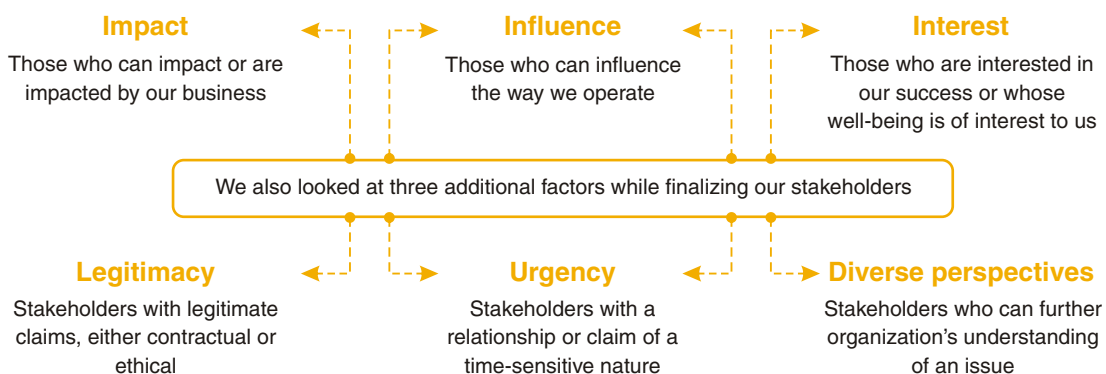 Impact
Those who can impact or are
impacted by our business
Influence
Those who can influence
the way we operate
Interest
Those who are interested in
our success or whose
well-being is of interest to us
We also looked at three additional factors while finalizing our stakeholders
Legitimacy
Stakeholders with legitimate
claims, either contractual or
ethical
Urgency
Stakeholders with a
relationship or claim of a
time-sensitive nature
Diverse perspectives
Stakeholders who can further
organization's understanding
of an issue